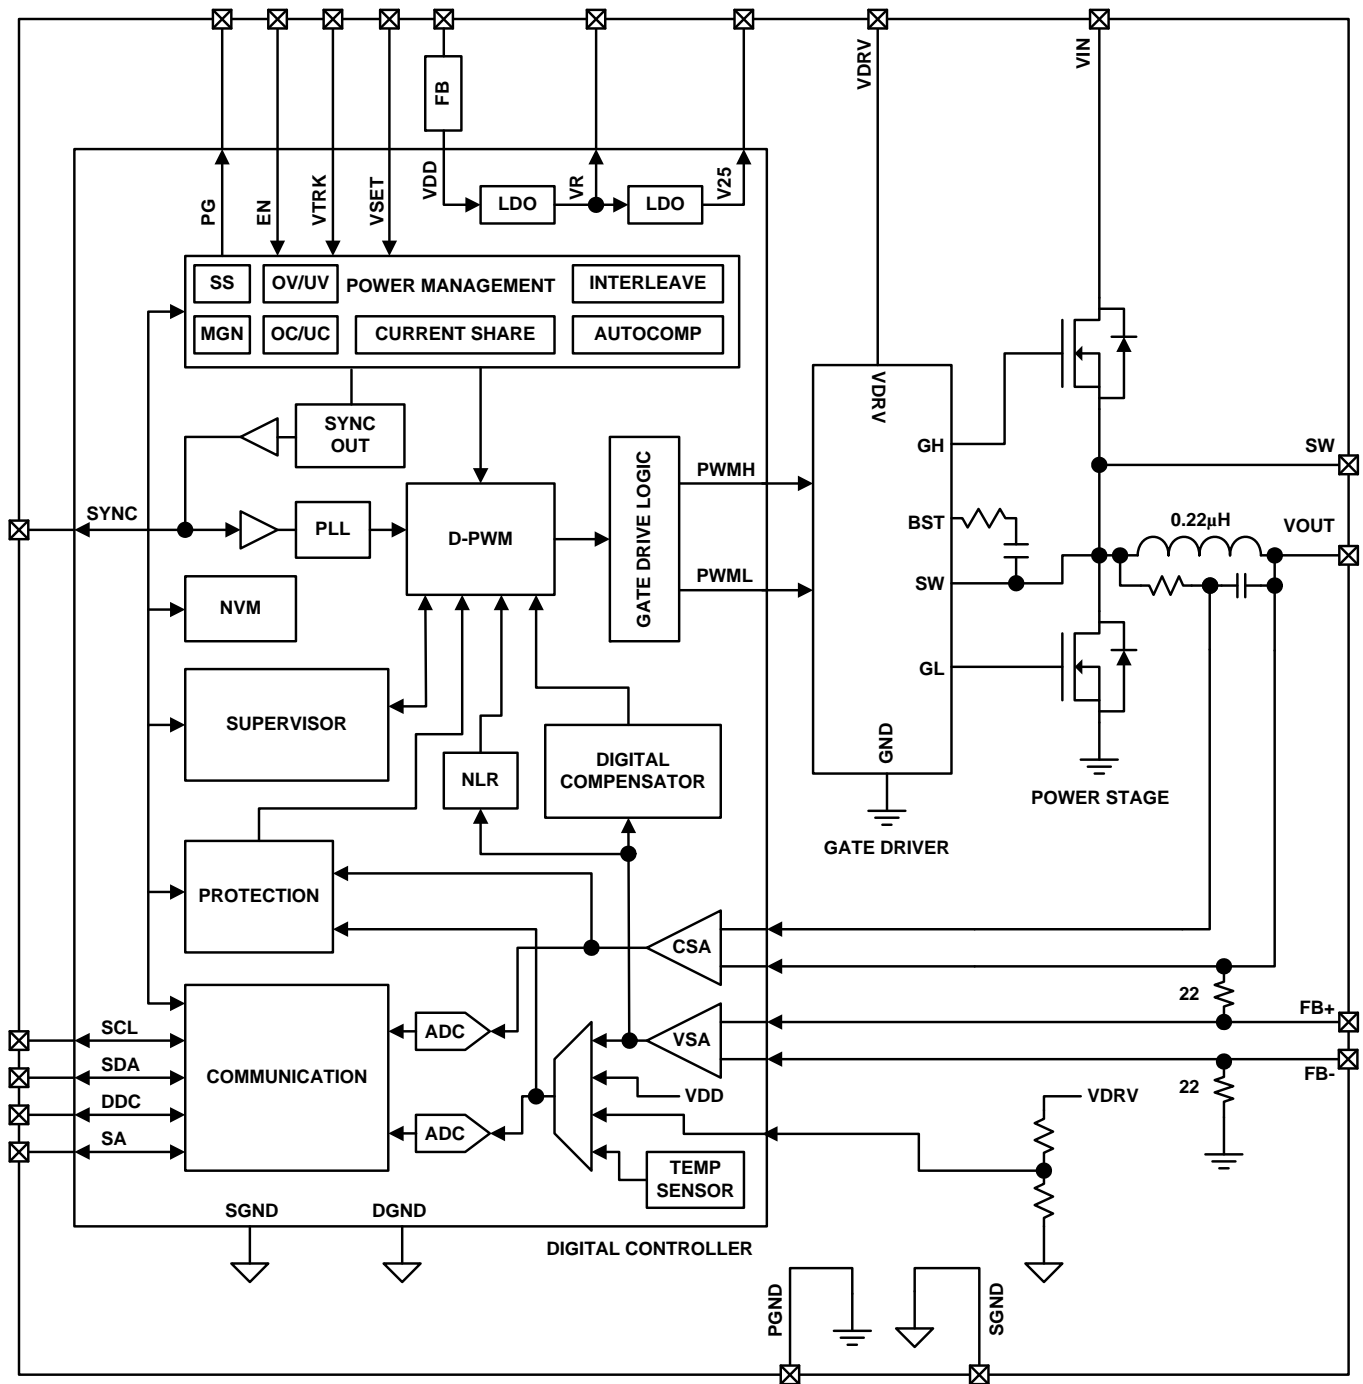 FB
VDRV
VIN
PG
EN
VTRK
VSET
VDD
VR
V25
LDO
LDO
SS
OV/UV
POWER MANAGEMENT
INTERLEAVE
MGN
OC/UC
CURRENT SHARE
AUTOCOMP
SYNC
OUT
VDRV
GH
SW
SYNC
PLL
D-PWM
GATE DRIVE LOGIC
PWMH
PWML
BST
SW
0.22µH
VOUT
NVM
GL
SUPERVISOR
NLR
DIGITAL
COMPENSATOR
GND
POWER STAGE
GATE DRIVER
PROTECTION
CSA
22
FB+
SCL
ADC
VSA
FB-
SDA
COMMUNICATION
VDD
22
VDRV
DDC
SA
ADC
TEMP
SENSOR
SGND
DGND
DIGITAL CONTROLLER
PGND
SGND